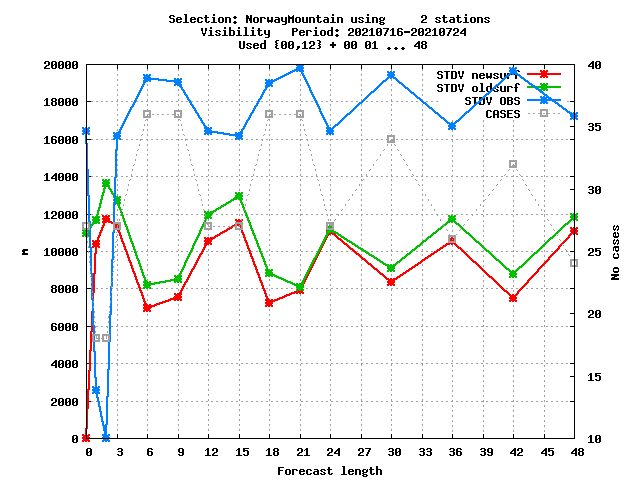 Selection: NorwayMountain using     2 stations
Visibility   Period: 20210716-20210724
Used {00,12} + 00 01 ... 48
20000 40
STDV newsurf
STDV oldsurf
STDV OBS
CASES
18000
35
16000
14000
30
12000
m
10000
25
No cases
8000
6000
20
4000
15
2000
0 10
0 3 6 9 12 15 18 21 24 27 30 33 36 39 42 45 48
Forecast length